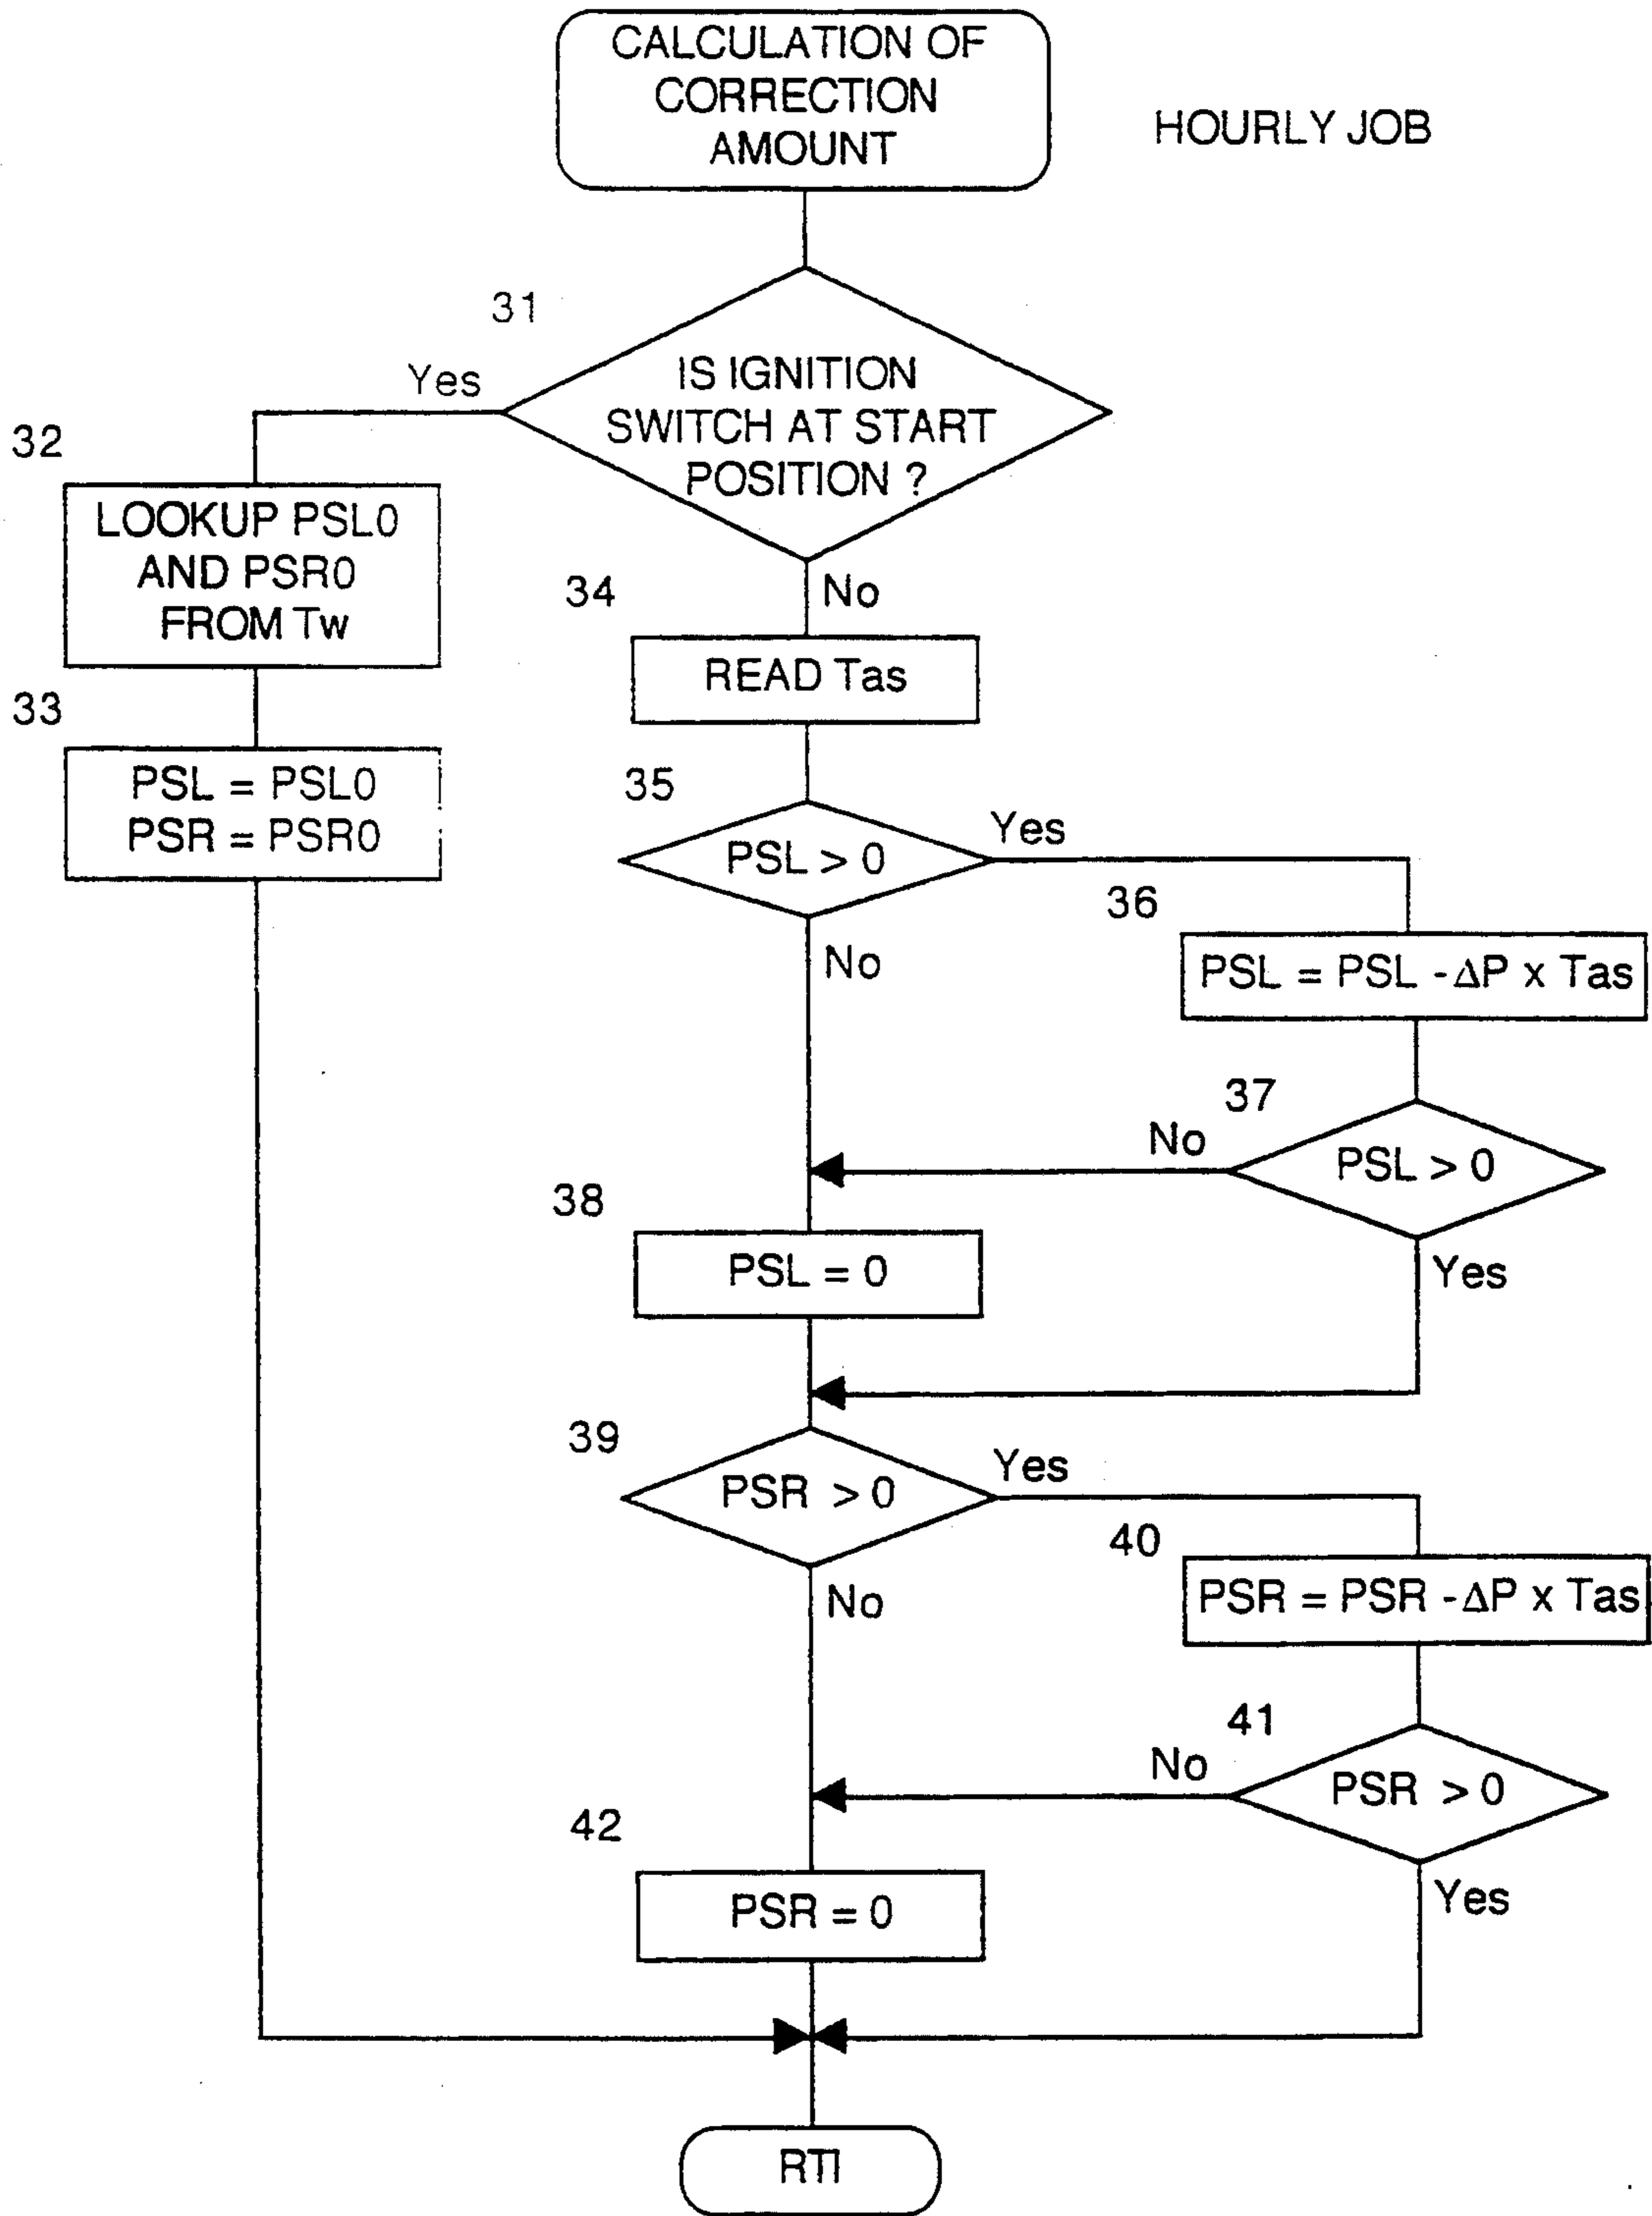 CALCULATION OF
CORRECTION
AMOUNT
HOURLY JOB
31
IS IGNITION
SWITCH AT START
POSITION ?
Yes
No
32
LOOKUP PSL0
AND PSR0
FROM Tw
33
PSL = PSL0
PSR = PSR0
34
READ Tas
35
PSL > 0
Yes
No
36
PSL = PSL -ΔP x Tas
37
PSL > 0
No
Yes
38
PSL = 0
39
PSR > 0
Yes
No
40
PSR = PSR -ΔP x Tas
41
PSR > 0
No
Yes
42
PSR = 0
RTI